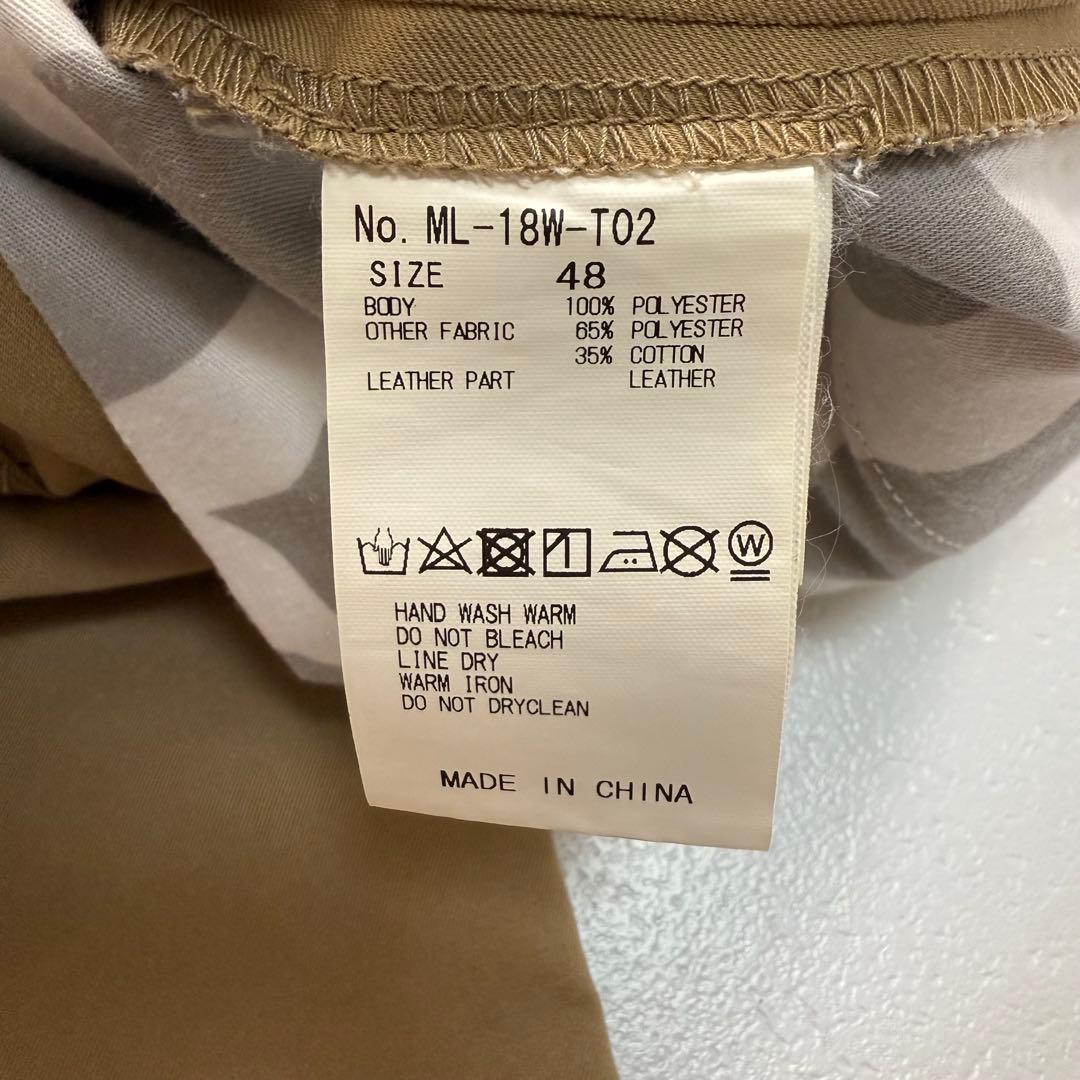 No. ML-18W-T02
SIZE 48
BODY 100% POLYESTER
OTHER FABRIC 65% POLYESTER
35% COTTON
LEATHER PART LEATHER
W
HAND WASH WARM
DO NOT BLEACH
LINE DRY
WARM IRON
DO NOT DRYCLEAN
MADE IN CHINA